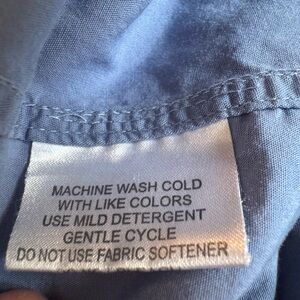 MACHINE WASH COLD
WITH LIKE COLORS
USE MILD DETERGENT
GENTLE CYCLE
DO NOT USE FABRIC SOFTENER